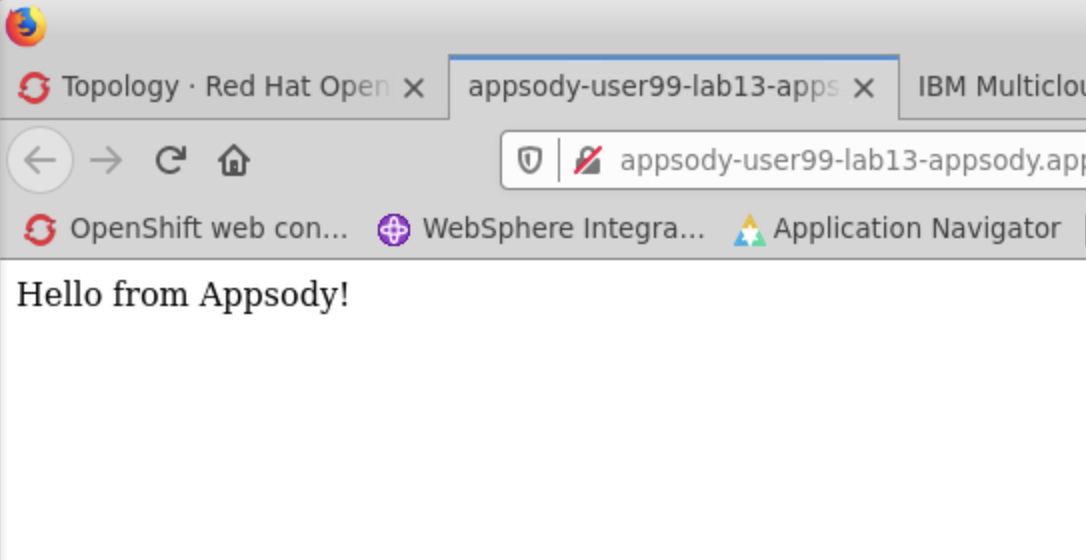 Topology · Red Hat Open
appsody-user99-lab13-apps
IBM Multiclou
appsody-user99-lab13-appsody.app
OpenShift web con...
WebSphere Integra...
Application Navigator
Hello from Appsody!